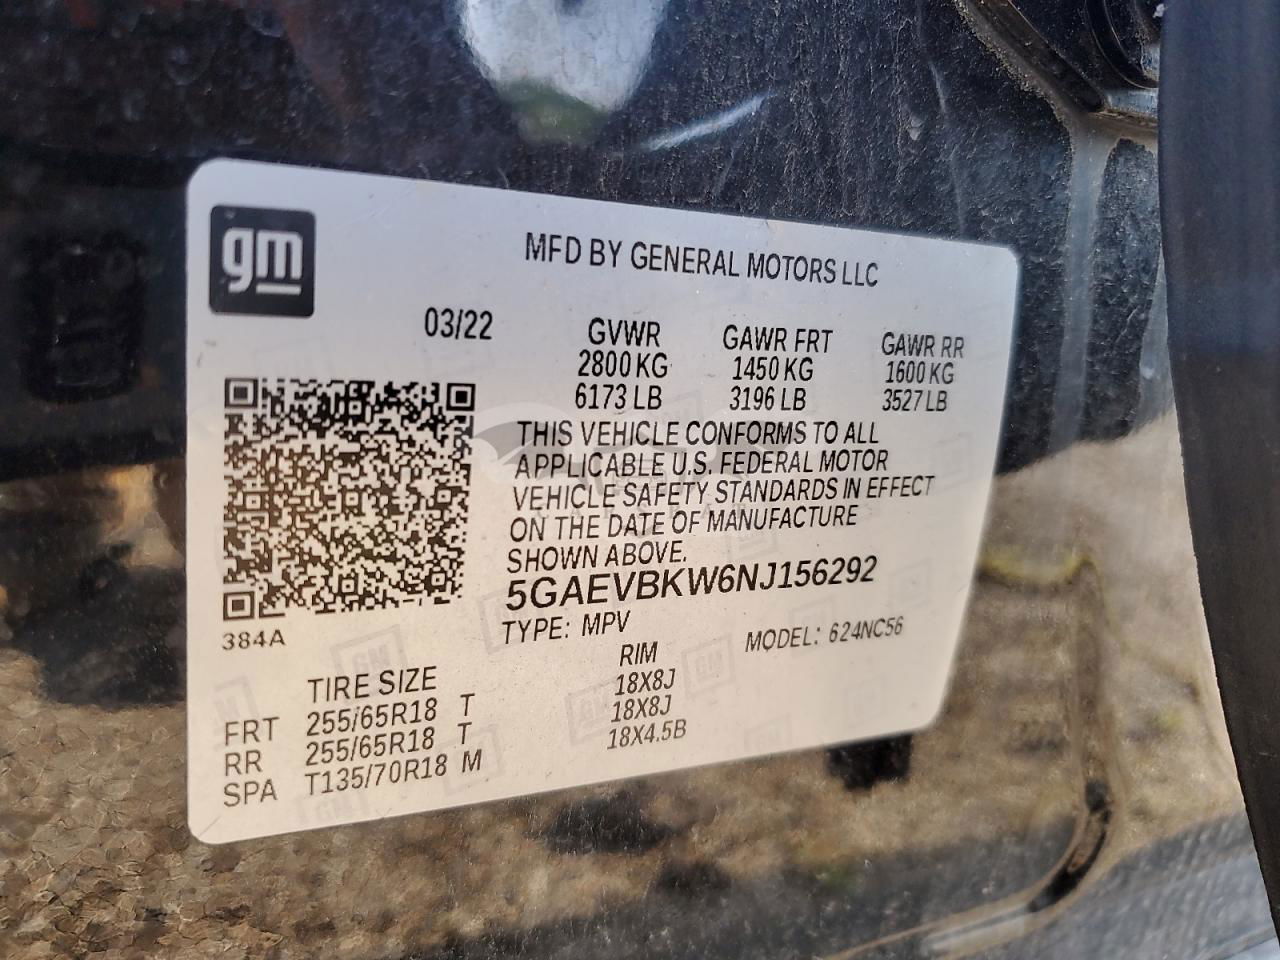 gm
MFD BY GENERAL MOTORS LLC
03/22
GVWR GAWR FRT GAWR RR
2800 KG 1450 KG 1600 KG
6173 LB 3196 LB 3527 LB
THIS VEHICLE CONFORMS TO ALL
APPLICABLE U.S. FEDERAL MOTOR
VEHICLE SAFETY STANDARDS IN EFFECT
ON THE DATE OF MANUFACTURE
SHOWN ABOVE.
5GAEVBKW6NJ156292
TYPE: MPV MODEL: 624NC56
384A
TIRE SIZE RIM
FRT 255/65R18 T 18X8J
RR 255/65R18 T 18X8J
SPA T135/70R18 M 18X4.5B